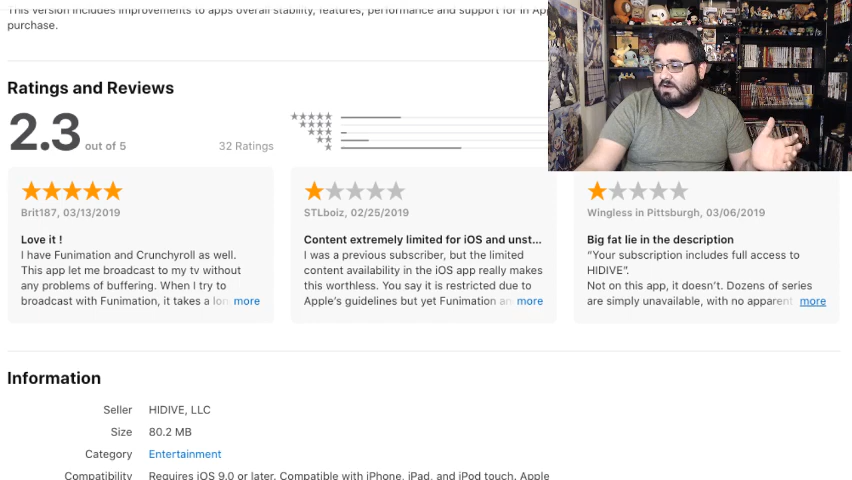 This version includes improvements to apps overall stability, features, performance and support for In App
purchase.
Ratings and Reviews
2.3 out of 5
32 Ratings
Brit187, 03/13/2019
Love it !
I have Funimation and Crunchyroll as well.
This app let me broadcast to my tv without
any problems of buffering. When I try to
broadcast with Funimation, it takes a lon more
STLboiz, 02/25/2019
Content extremely limited for iOS and unst...
I was a previous subscriber, but the limited
content availability in the iOS app really makes
this worthless. You say it is restricted due to
Apple's guidelines but yet Funimation an more
Wingless in Pittsburgh, 03/06/2019
Big fat lie in the description
“Your subscription includes full access to
HIDIVE”.
Not on this app, it doesn't. Dozens of series
are simply unavailable, with no apparent more
Information
Seller HIDIVE, LLC
Size 80.2 MB
Category Entertainment
Compatibility Requires iOS 9.0 or later. Compatible with iPhone, iPad, and iPod touch. Apple